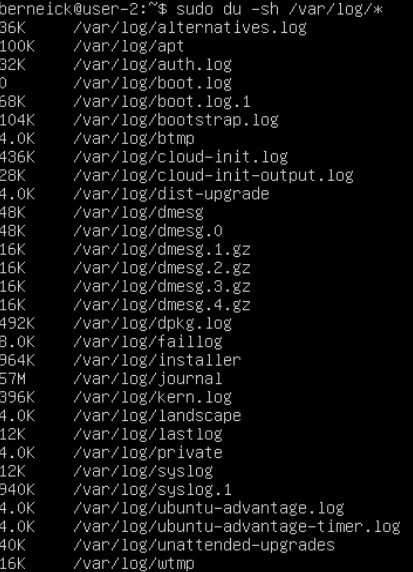 berneick@user-2:~$ sudo du -sh /var/log/*
36K /var/log/alternatives.log
100K /var/log/apt
32K /var/log/auth.log
0 /var/log/boot.log
68K /var/log/boot.log.1
104K /var/log/bootstrap.log
4.0K /var/log/btmp
436K /var/log/cloud-init.log
28K /var/log/cloud-init-output.log
4.0K /var/log/dist-upgrade
48K /var/log/dmesg
48K /var/log/dmesg.0
16K /var/log/dmesg.1.gz
16K /var/log/dmesg.2.gz
16K /var/log/dmesg.3.gz
16K /var/log/dmesg.4.gz
492K /var/log/dpkg.log
8.0K /var/log/faillog
964K /var/log/installer
57M /var/log/journal
396K /var/log/kern.log
4.0K /var/log/landscape
12K /var/log/lastlog
4.0K /var/log/private
12K /var/log/syslog
940K /var/log/syslog.1
4.0K /var/log/ubuntu-advantage.log
4.0K /var/log/ubuntu-advantage-timer.log
40K /var/log/unattended-upgrades
16K /var/log/wtmp